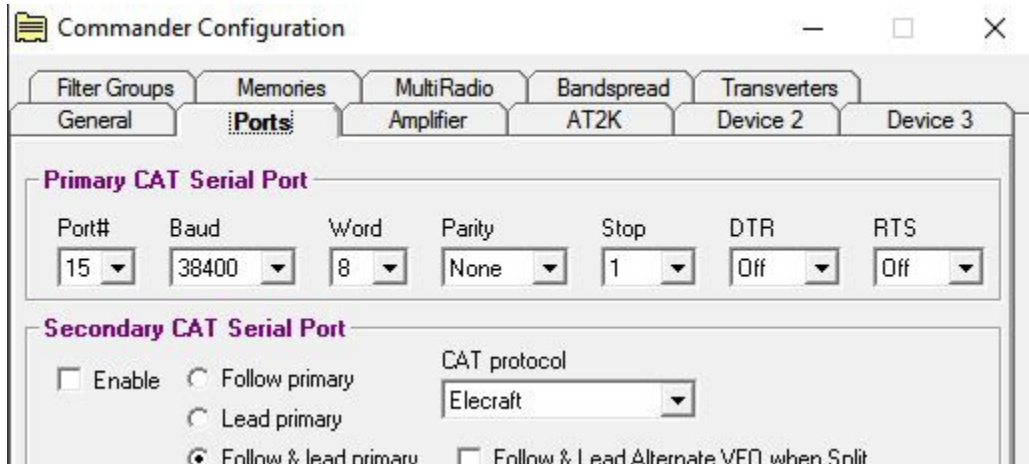 Commander Configuration
Filter Groups Memories MultiRadio Bandspread Transverters
General Ports Amplifier AT2K Device 2 Device 3
Primary CAT Serial Port
Port# Baud Word Parity Stop DTR RTS
15 38400 8 None 1 Off Off
Secondary CAT Serial Port
CAT protocol
Enable Follow primary
Elecraft
Lead primary
Follow & lead primary Follow & Lead Alternate VFO when Split